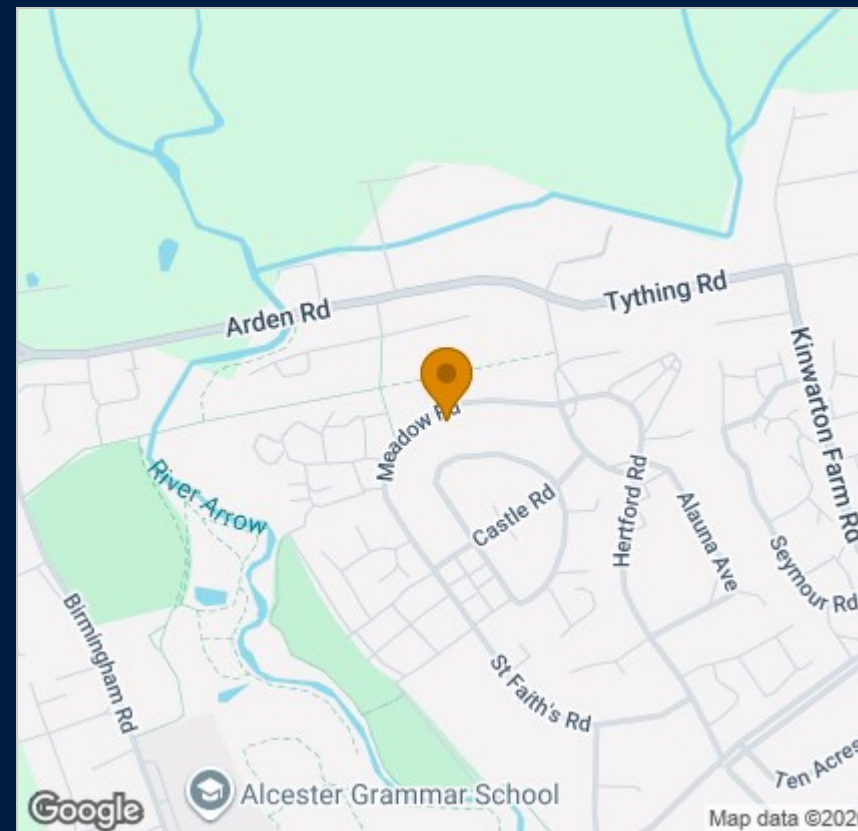 Arden Rd
Tything Rd
Kinwarton Farm Rd
Meadow Rd
River Arrow
Castle Rd
Hertford Rd
Alauna Ave
Seymour Rd
Birmingham Rd
St Faith's Rd
Ten Acres
Alcester Grammar School
Google
Map data ©2026